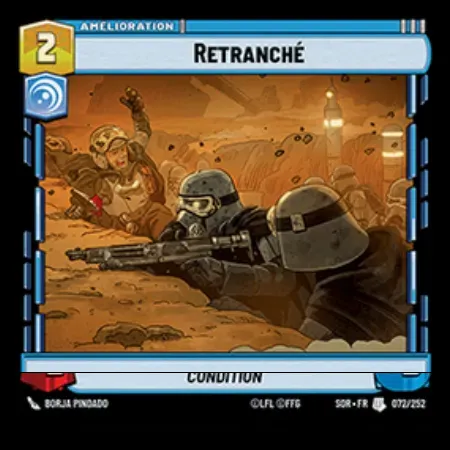 AMÉLIORATION
2
RETRANCHÉ
CONDITION
BORJA PINDADO
©LFL ©FFG
SOR • FR
072/252